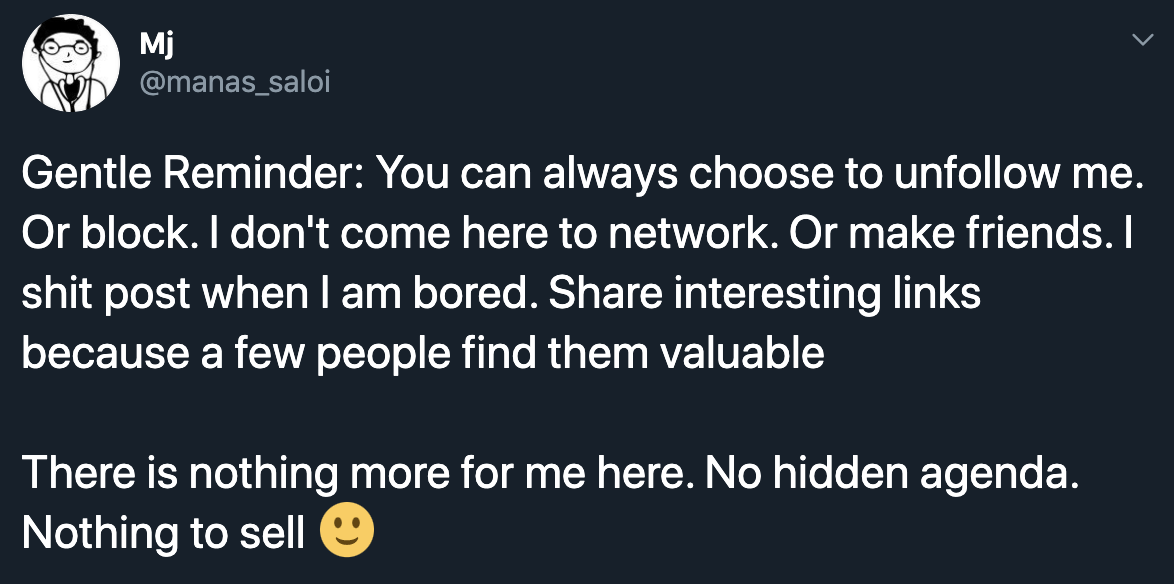 Mj
@manas_saloi
Gentle Reminder: You can always choose to unfollow me.
Or block. I don't come here to network. Or make friends. I
shit post when I am bored. Share interesting links
because a few people find them valuable
There is nothing more for me here. No hidden agenda.
Nothing to sell 🙂